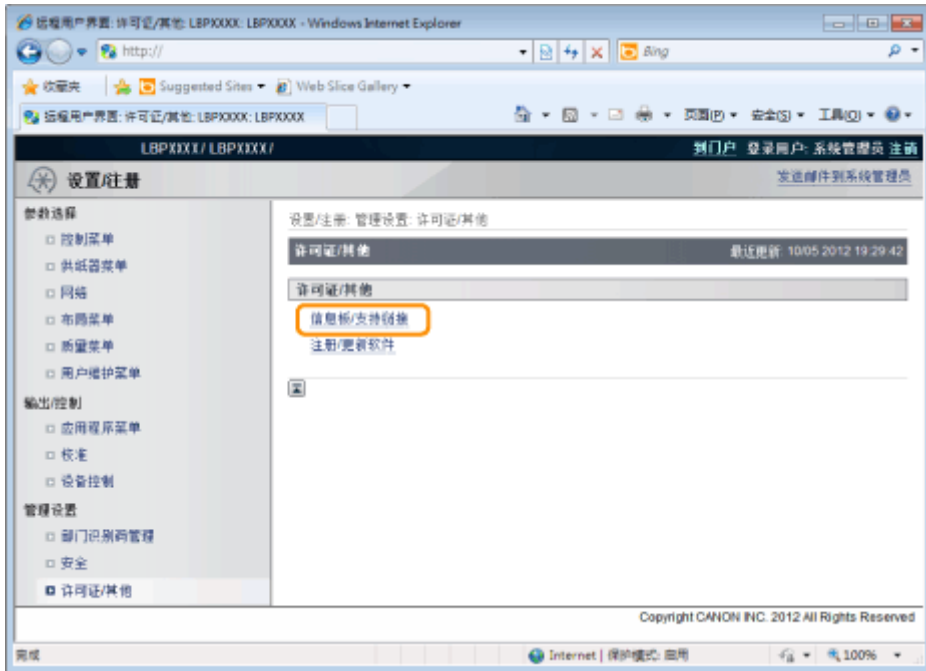 远程用户界面: 许可证/其他: LBPXXXX: LBPXXXX - Windows Internet Explorer
http://
Bing
收藏夹 Suggested Sites Web Slice Gallery
远程用户界面: 许可证/其他: LBPXXXX: LBPXXXX 页面(P) 安全(S) 工具(O)
LBPXXXX / LBPXXXX / 到门户 登录用户: 系统管理员 注销
设置/注册 发送邮件到系统管理员
参数选择
控制菜单
供纸器菜单
网络
布局菜单
质量菜单
用户维护菜单
输出/控制
应用程序菜单
校准
设备控制
管理设置
部门识别码管理
安全
许可证/其他
设置/注册: 管理设置: 许可证/其他
许可证/其他 最近更新: 10/05 2012 19:29:42
许可证/其他
信息板/支持链接
注册/更新软件
Copyright CANON INC. 2012 All Rights Reserved
完成 Internet | 保护模式: 启用 100%